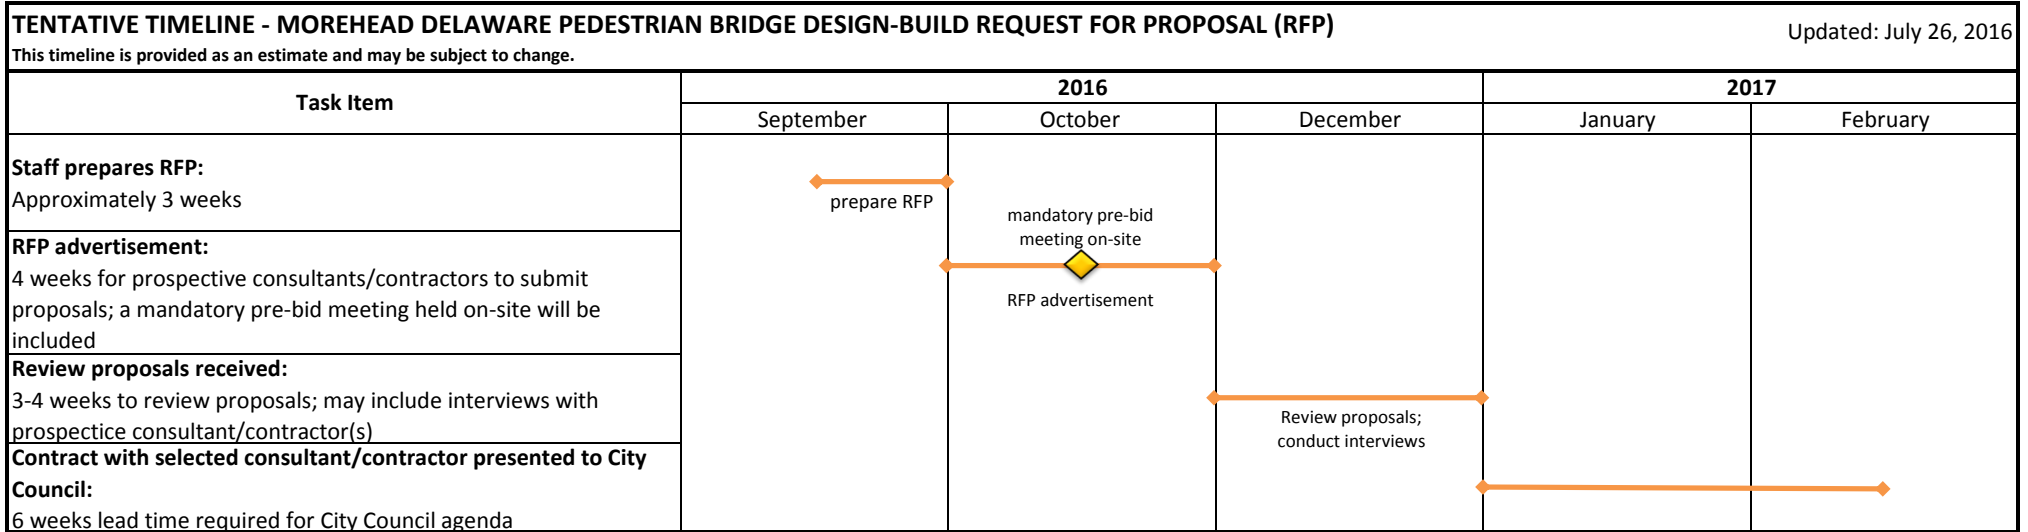 TENTATIVE TIMELINE - MOREHEAD DELAWARE PEDESTRIAN BRIDGE DESIGN-BUILD REQUEST FOR PROPOSAL (RFP)
Updated: July 26, 2016
This timeline is provided as an estimate and may be subject to change.
Task Item
2016
2017
September
October
December
January
February
Staff prepares RFP:
Approximately 3 weeks
prepare RFP
mandatory pre-bid
meeting on-site
RFP advertisement:
4 weeks for prospective consultants/contractors to submit
proposals; a mandatory pre-bid meeting held on-site will be
included
RFP advertisement
Review proposals received:
3-4 weeks to review proposals; may include interviews with
prospectice consultant/contractor(s)
Review proposals;
conduct interviews
Contract with selected consultant/contractor presented to City
Council:
6 weeks lead time required for City Council agenda